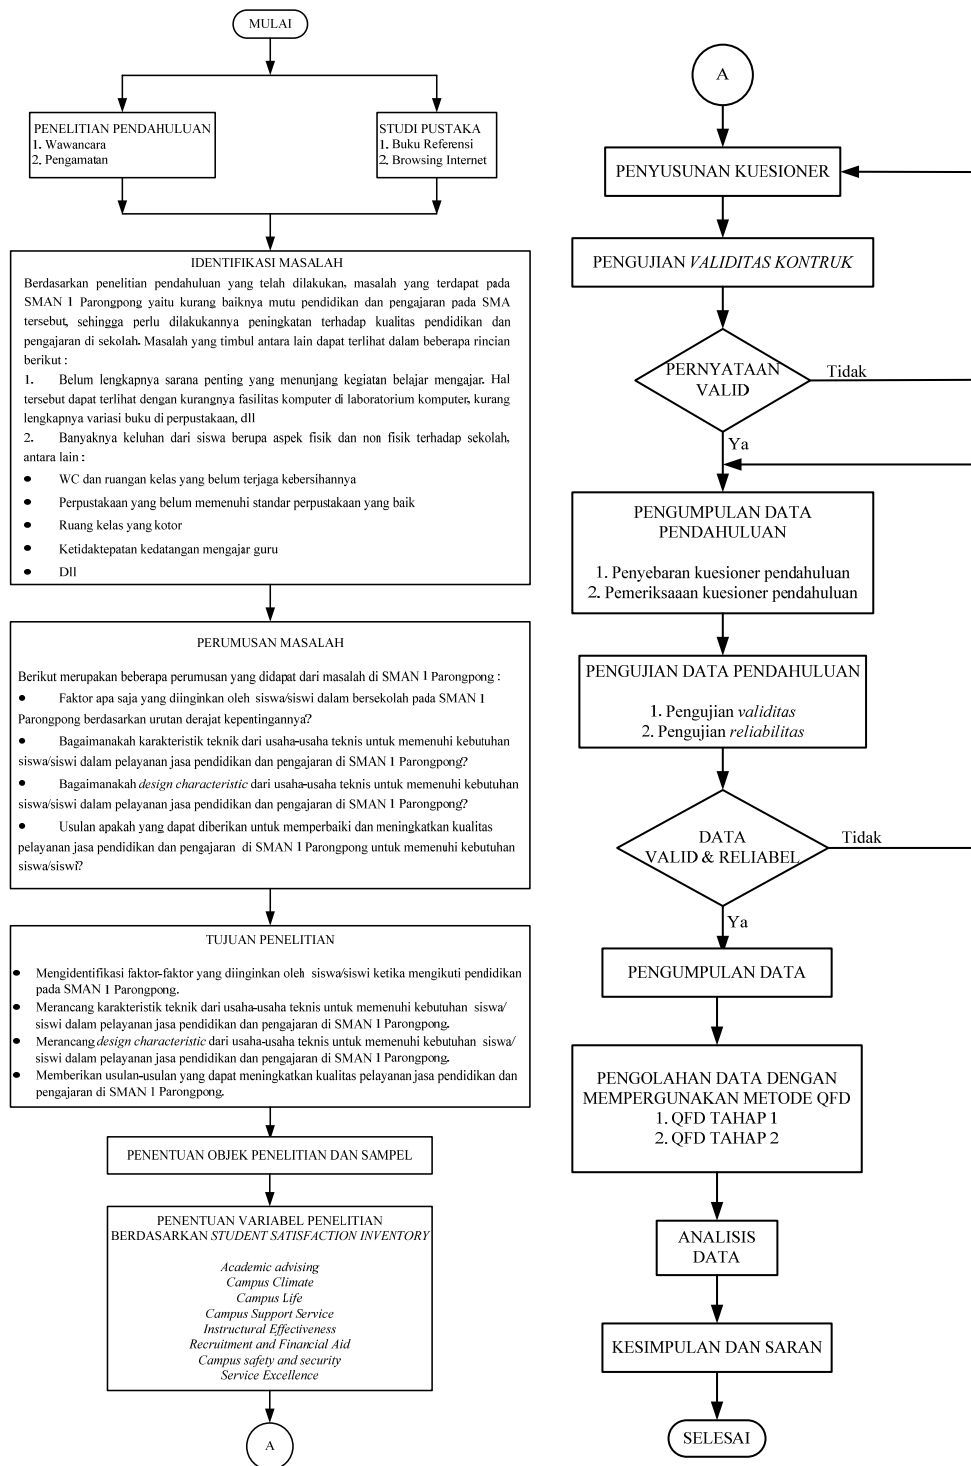 MULAI
PENELITIAN PENDAHULUAN
1. Wawancara
2. Pengamatan
STUDI PUSTAKA
1. Buku Referensi
2. Browsing Internet
IDENTIFIKASI MASALAH
Berdasarkan penelitian pendahuluan yang telah dilakukan, masalah yang terdapat pada
SMAN 1 Parongpong yaitu kurang baiknya mutu pendidikan dan pengajaran pada SMA
tersebut, sehingga perlu dilakukannya peningkatan terhadap kualitas pendidikan dan
pengajaran di sekolah. Masalah yang timbul antara lain dapat terlihat dalam beberapa rincian
berikut :
1. Belum lengkapnya sarana penting yang menunjang kegiatan belajar mengajar. Hal
tersebut dapat terlihat dengan kurangnya fasilitas komputer di laboratorium komputer, kurang
lengkapnya variasi buku di perpustakaan, dll
2. Banyaknya keluhan dari siswa berupa aspek fisik dan non fisik terhadap sekolah,
antara lain :
• WC dan ruangan kelas yang belum terjaga kebersihannya
• Perpustakaan yang belum memenuhi standar perpustakaan yang baik
• Ruang kelas yang kotor
• Ketidaktepatan kedatangan mengajar guru
• Dll
PERUMUSAN MASALAH
Berikut merupakan beberapa perumusan yang didapat dari masalah di SMAN 1 Parongpong :
• Faktor apa saja yang diinginkan oleh siswa/siswi dalam bersekolah pada SMAN 1
Parongpong berdasarkan urutan derajat kepentingannya?
• Bagaimanakah karakteristik teknik dari usaha-usaha teknis untuk memenuhi kebutuhan
siswa/siswi dalam pelayanan jasa pendidikan dan pengajaran di SMAN 1 Parongpong?
• Bagaimanakah design characteristic dari usaha-usaha teknis untuk memenuhi kebutuhan
siswa/siswi dalam pelayanan jasa pendidikan dan pengajaran di SMAN 1 Parongpong?
• Usulan apakah yang dapat diberikan untuk memperbaiki dan meningkatkan kualitas
pelayanan jasa pendidikan dan pengajaran di SMAN 1 Parongpong untuk memenuhi kebutuhan
siswa/siswi?
TUJUAN PENELITIAN
• Mengidentifikasi faktor-faktor yang diinginkan oleh siswa/siswi ketika mengikuti pendidikan
pada SMAN 1 Parongpong.
• Merancang karakteristik teknik dari usaha-usaha teknis untuk memenuhi kebutuhan siswa/
siswi dalam pelayanan jasa pendidikan dan pengajaran di SMAN 1 Parongpong.
• Merancang design characteristic dari usaha-usaha teknis untuk memenuhi kebutuhan siswa/
siswi dalam pelayanan jasa pendidikan dan pengajaran di SMAN 1 Parongpong.
• Memberikan usulan-usulan yang dapat meningkatkan kualitas pelayanan jasa pendidikan dan
pengajaran di SMAN 1 Parongpong.
PENENTUAN OBJEK PENELITIAN DAN SAMPEL
PENENTUAN VARIABEL PENELITIAN
BERDASARKAN STUDENT SATISFACTION INVENTORY
Academic advising
Campus Climate
Campus Life
Campus Support Service
Instructural Effectiveness
Recruitment and Financial Aid
Campus safety and security
Service Excellence
A
A
PENYUSUNAN KUESIONER
PENGUJIAN VALIDITAS KONTRUK
PERNYATAAN
VALID
Tidak
Ya
PENGUMPULAN DATA
PENDAHULUAN
1. Penyebaran kuesioner pendahuluan
2. Pemeriksaaan kuesioner pendahuluan
PENGUJIAN DATA PENDAHULUAN
1. Pengujian validitas
2. Pengujian reliabilitas
DATA
VALID & RELIABEL
Tidak
Ya
PENGUMPULAN DATA
PENGOLAHAN DATA DENGAN
MEMPERGUNAKAN METODE QFD
1. QFD TAHAP 1
2. QFD TAHAP 2
ANALISIS
DATA
KESIMPULAN DAN SARAN
SELESAI